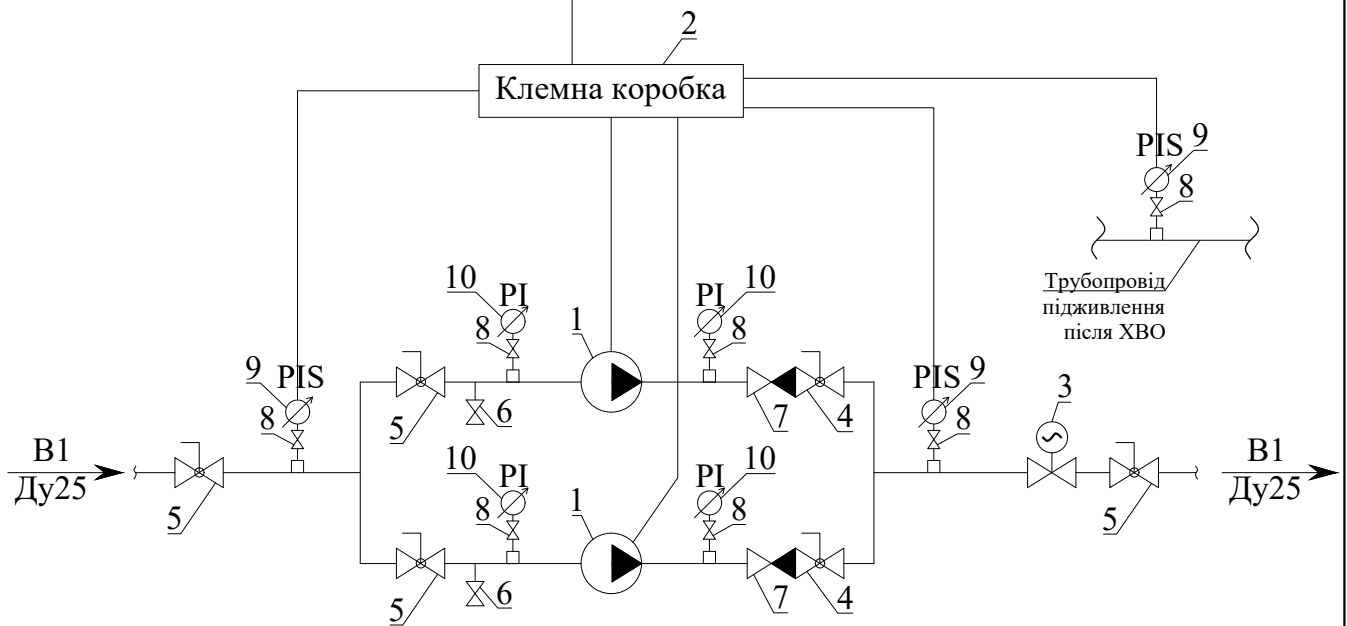 2
Клемна коробка
PIS
9
8
Трубопровід
підживлення
після ХВО
10
PI
8
1
PI
10
8
9
PIS
8
5
6
7
4
PIS
9
8
3
В1
Ду25
5
10
PI
8
1
PI
10
8
5
В1
Ду25
5
6
7
4